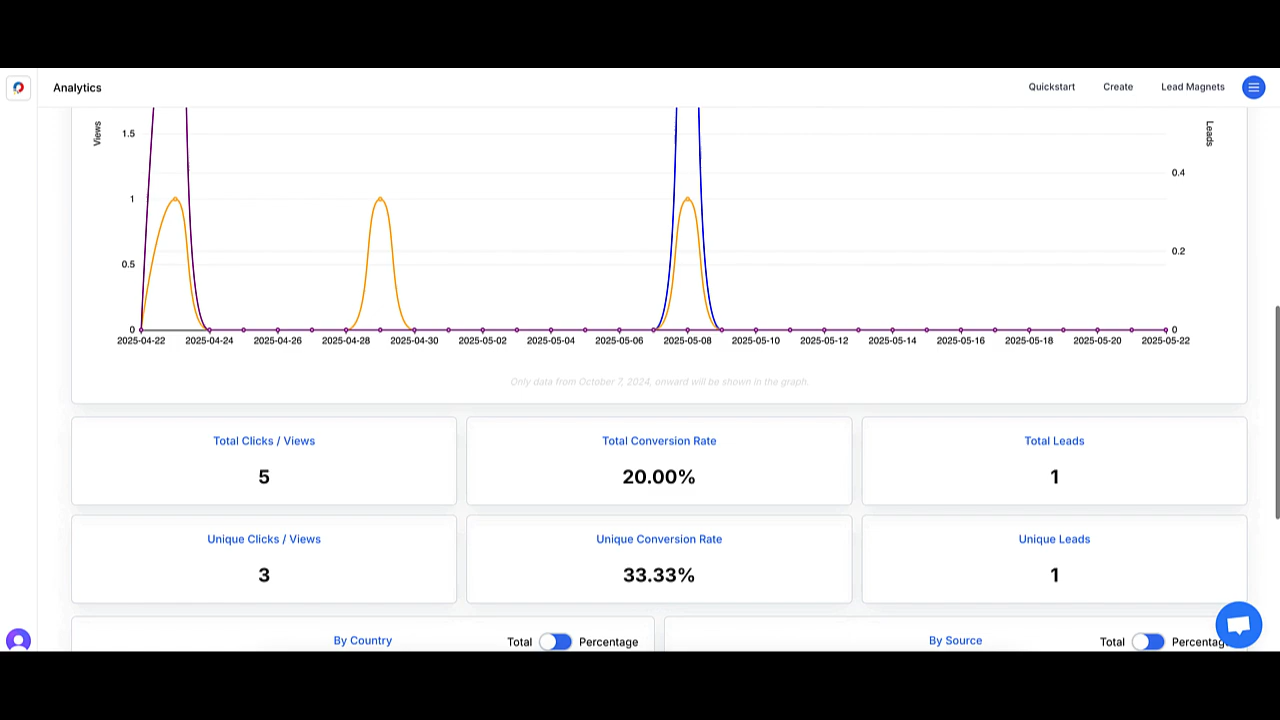 Analytics
Quickstart
Create
Lead Magnets
Views
Leads
1.5
1
0.5
0
0.4
0.2
0
2025-04-22 2025-04-24 2025-04-26 2025-04-28 2025-04-30 2025-05-02 2025-05-04 2025-05-06 2025-05-08 2025-05-10 2025-05-12 2025-05-14 2025-05-16 2025-05-18 2025-05-20 2025-05-22
Only data from October 7, 2024, onward will be shown in the graph.
Total Clicks / Views
5
Total Conversion Rate
20.00%
Total Leads
1
Unique Clicks / Views
3
Unique Conversion Rate
33.33%
Unique Leads
1
By Country
Total
Percentage
By Source
Total
Percentag